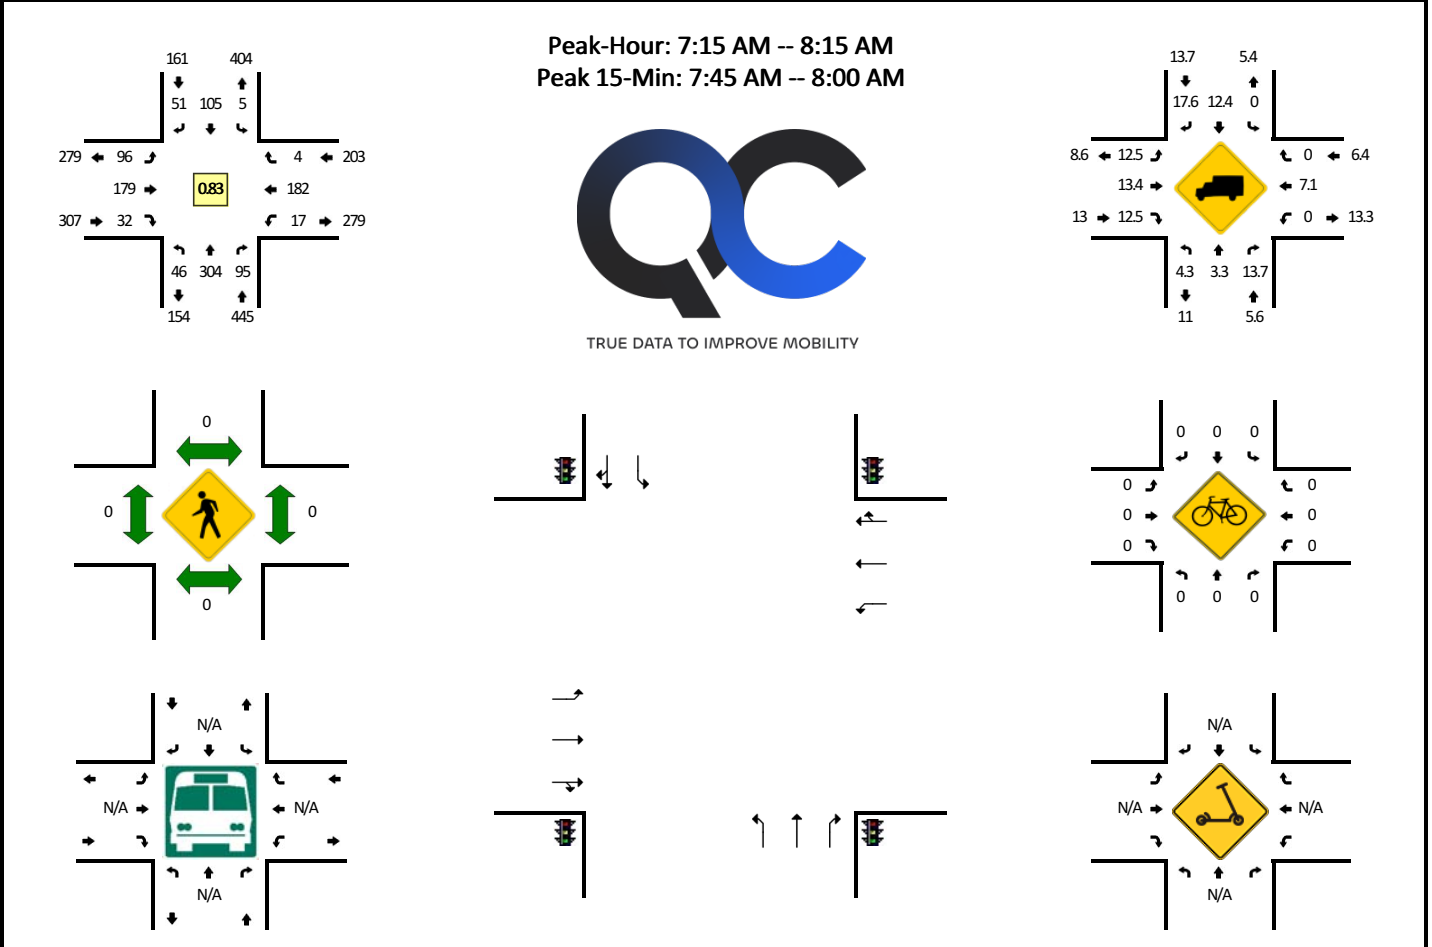 Peak-Hour: 7:15 AM -- 8:15 AM
Peak 15-Min: 7:45 AM -- 8:00 AM
161 404
51 105 5
279 96 4 203
179 0.83 182
307 32 17 279
46 304 95
154 445
TRUE DATA TO IMPROVE MOBILITY
13.7 5.4
17.6 12.4 0
8.6 12.5 0 6.4
13.4 7.1
13 12.5 0 13.3
4.3 3.3 13.7
11 5.6
0
0 0
0
0 0 0
0 0
0 0
0 0
0 0 0
N/A
N/A N/A
N/A
N/A
N/A N/A
N/A